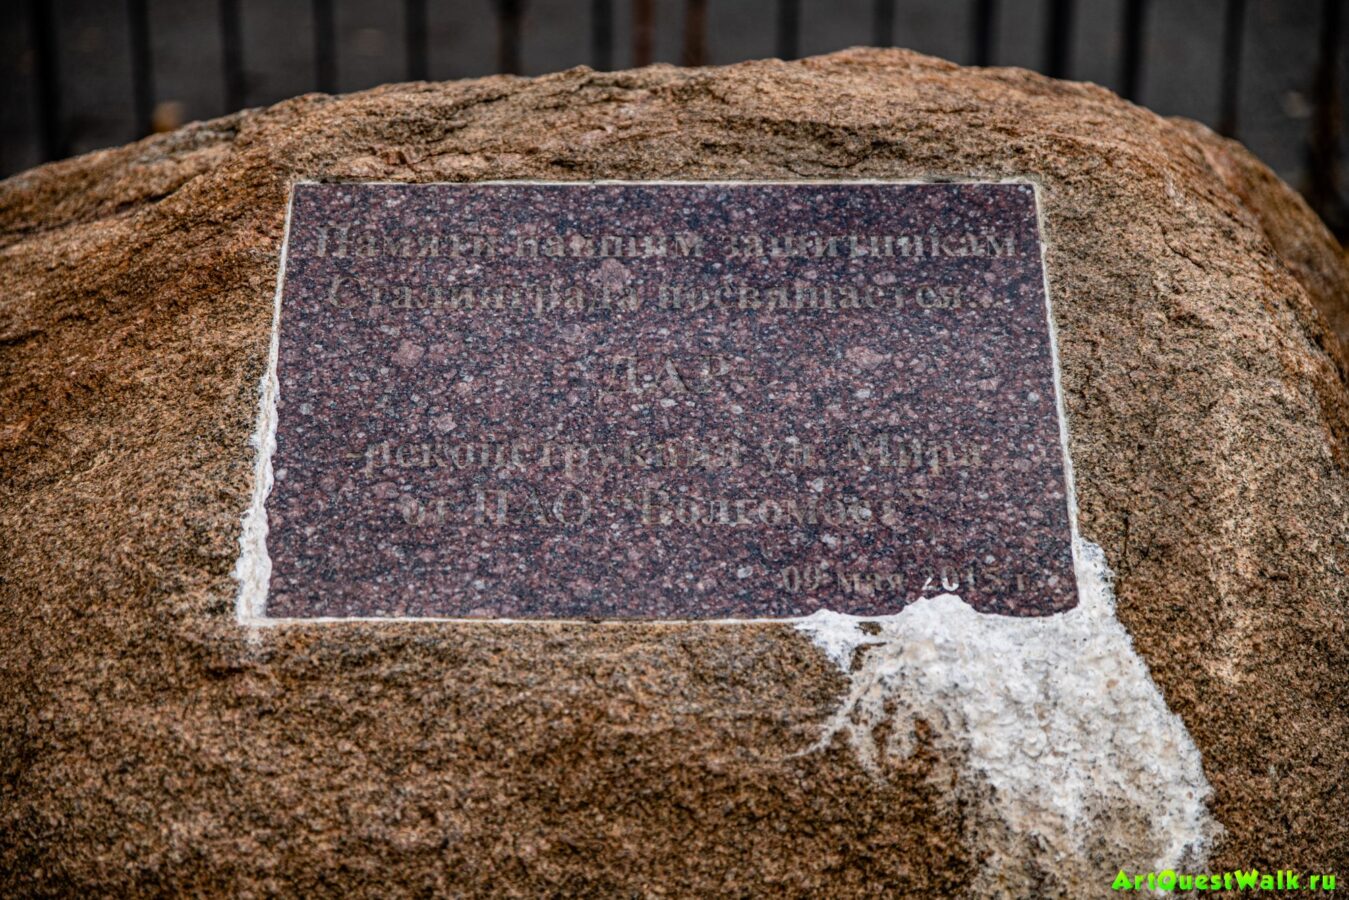 Памяти павшим защитникам
Сталинграда посвящается...
ДАР
-реконструкция ул. Мира
от ПАО "Волгомост"
09 мая 2015 г.
ArtQuestWalk.ru